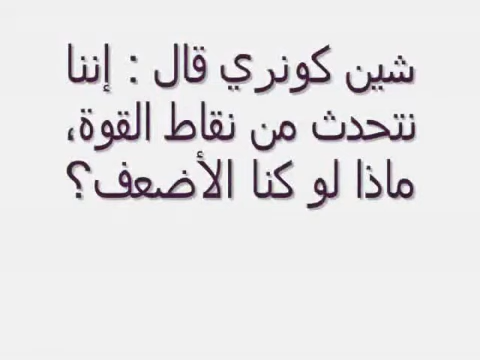 شين كونري قال : إننا
نتحدث من نقاط القوة،
ماذا لو كنا الأضعف؟